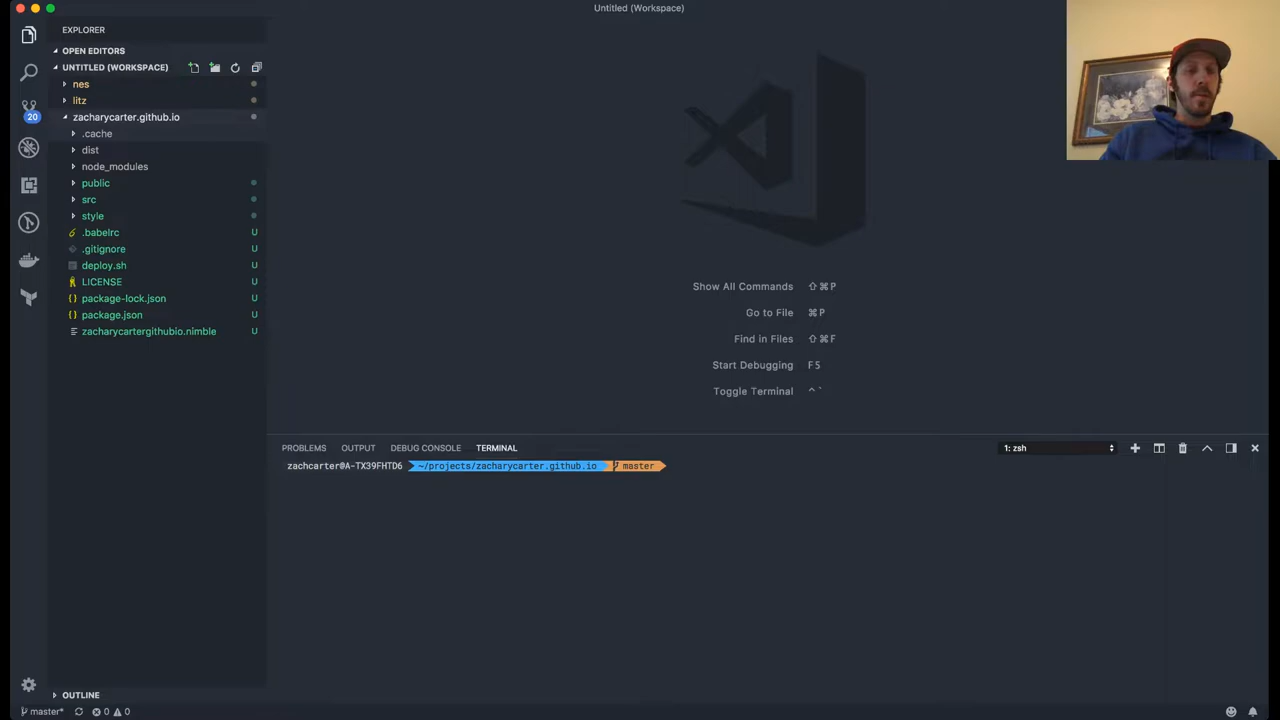 Untitled (Workspace)
EXPLORER
OPEN EDITORS
UNTITLED (WORKSPACE)
nes
litz
20
zacharycarter.github.io
.cache
dist
node_modules
public
src
style
.babelrc U
.gitignore U
deploy.sh U
LICENSE U
{} package-lock.json U
{} package.json U
zacharycartergithubio.nimble U
Show All Commands ⇧⌘P
Go to File ⌘P
Find in Files ⇧⌘F
Start Debugging F5
Toggle Terminal ^`
PROBLEMS OUTPUT DEBUG CONSOLE TERMINAL 1: zsh
zachcarter@A-TX39FHTD6 ~/projects/zacharycarter.github.io master
OUTLINE
master* 0 0